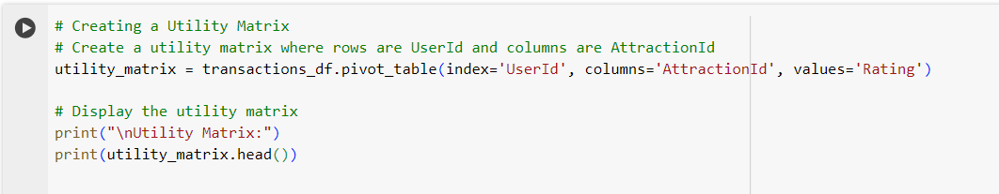 # Creating a Utility Matrix
# Create a utility matrix where rows are UserId and columns are AttractionId
utility_matrix = transactions_df.pivot_table(index='UserId', columns='AttractionId', values='Rating')
# Display the utility matrix
print("\nUtility Matrix:")
print(utility_matrix.head())